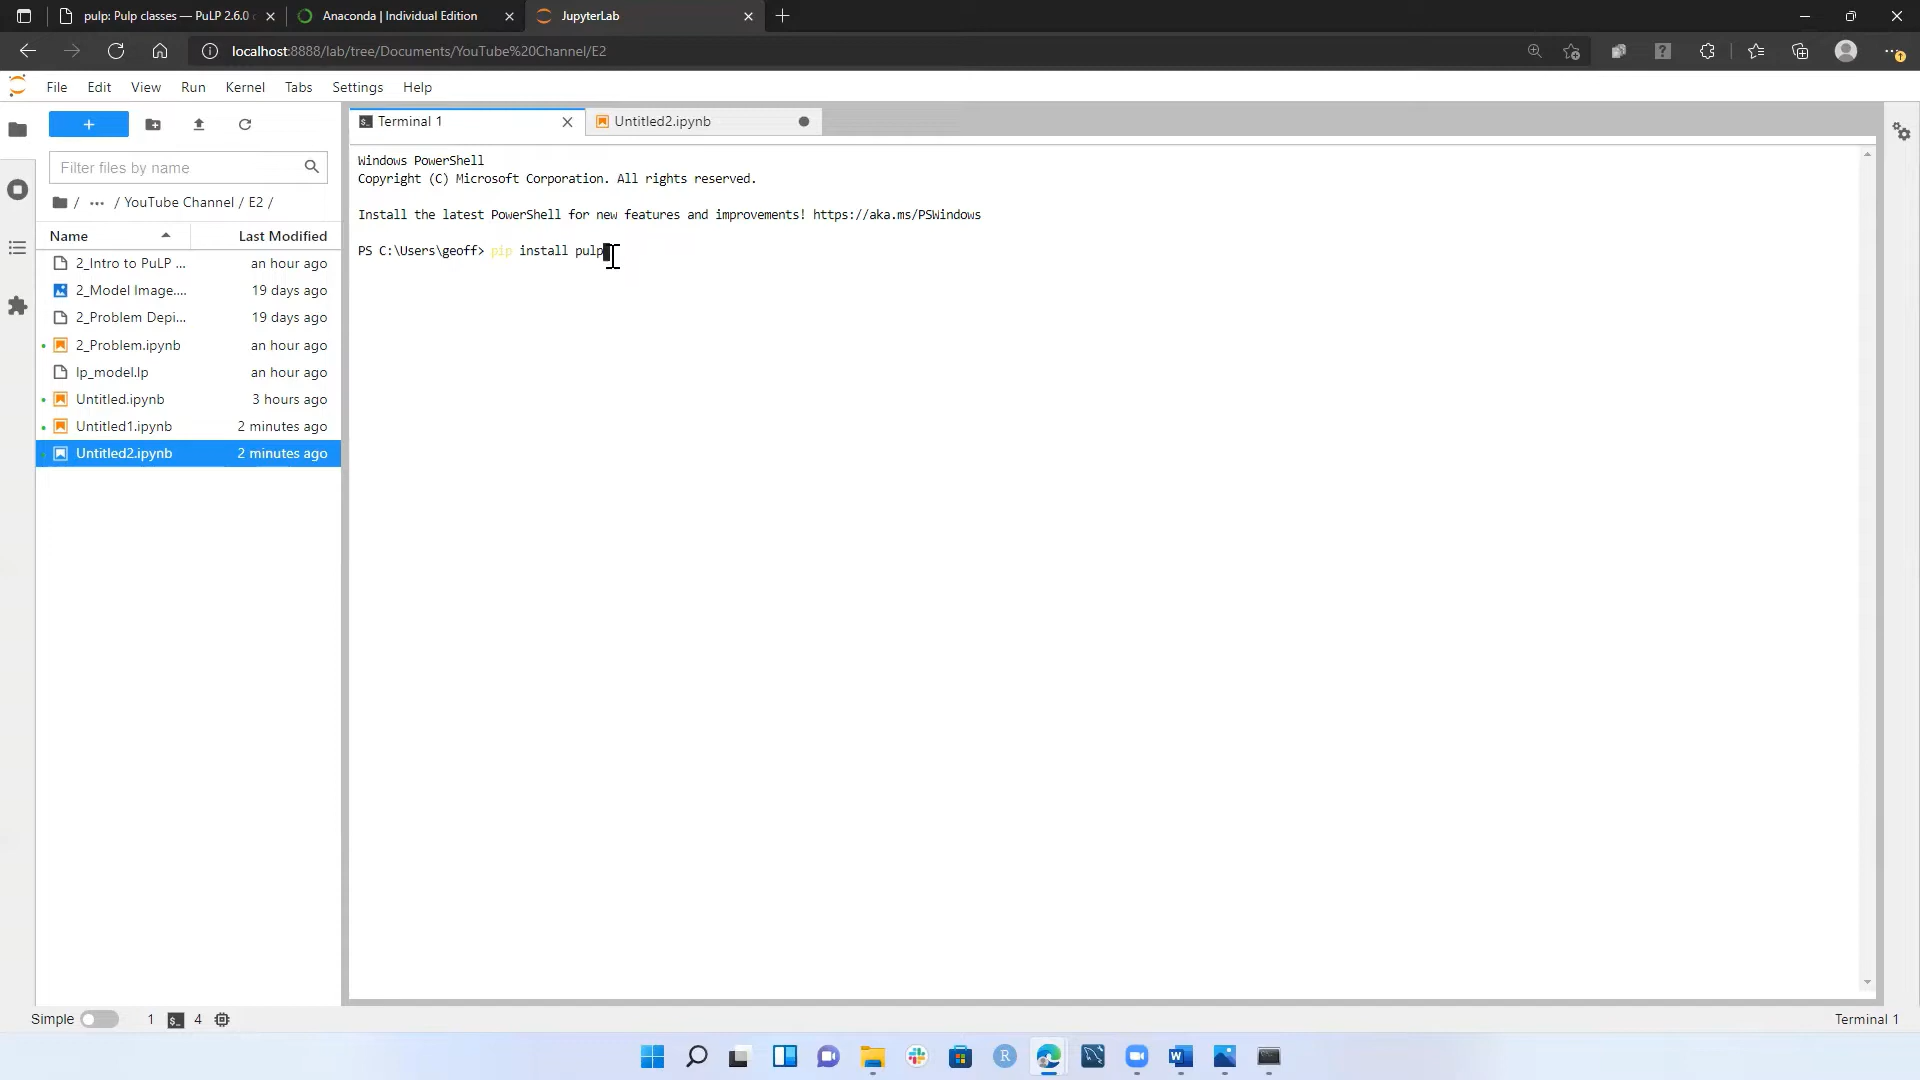 pulp: Pulp classes — PuLP 2.6.0
Anaconda | Individual Edition
JupyterLab
localhost:8888/lab/tree/Documents/YouTube%20Channel/E2
File Edit View Run Kernel Tabs Settings Help
Filter files by name
/ ··· / YouTube Channel / E2 /
Name Last Modified
2_Intro to PuLP ... an hour ago
2_Model Image.... 19 days ago
2_Problem Depi... 19 days ago
2_Problem.ipynb an hour ago
lp_model.lp an hour ago
Untitled.ipynb 3 hours ago
Untitled1.ipynb 2 minutes ago
Untitled2.ipynb 2 minutes ago
Terminal 1
Untitled2.ipynb
Windows PowerShell
Copyright (C) Microsoft Corporation. All rights reserved.
Install the latest PowerShell for new features and improvements! https://aka.ms/PSWindows
PS C:\Users\geoff> pip install pulp
Simple 1 $_ 4
Terminal 1